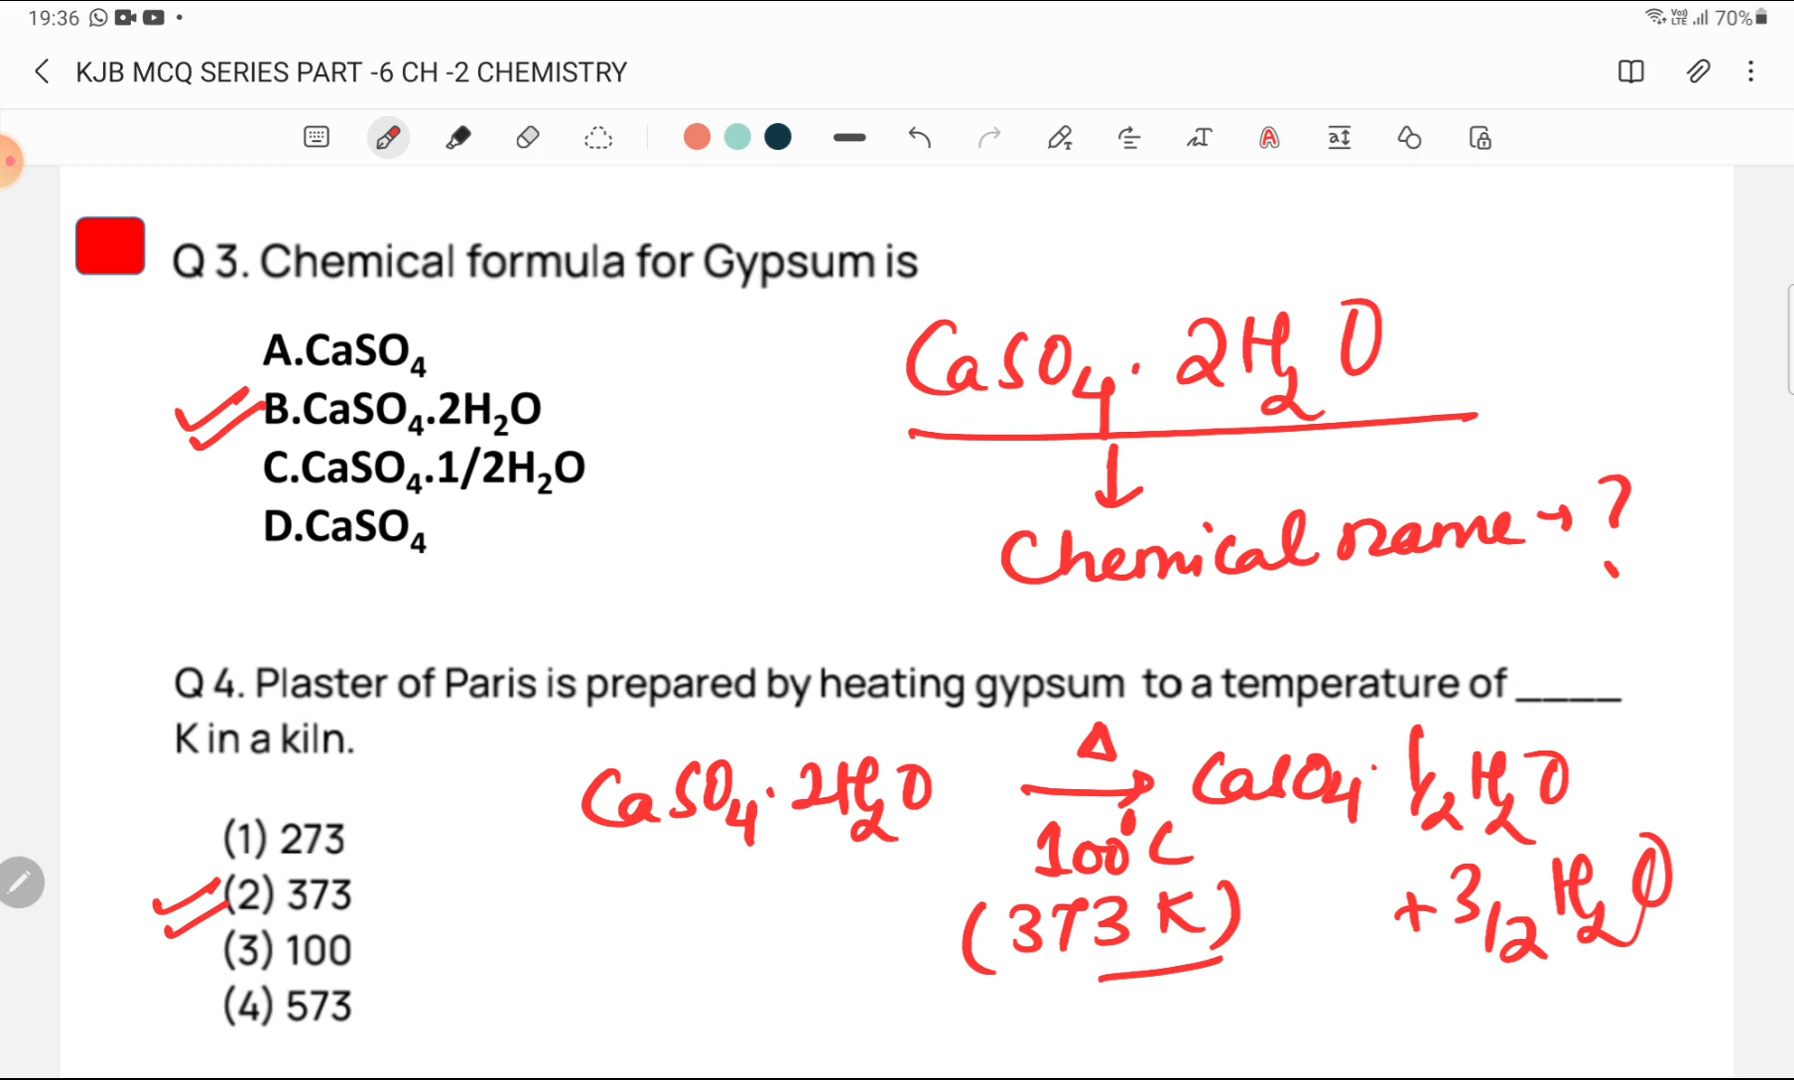 19:36
70%
KJB MCQ SERIES PART -6 CH -2 CHEMISTRY
Q 3. Chemical formula for Gypsum is
A.CaSO₄
B.CaSO₄.2H₂O
C.CaSO₄.1/2H₂O
D.CaSO₄
CaSO₄. 2H₂O
Chemical name → ?
Q 4. Plaster of Paris is prepared by heating gypsum to a temperature of ____
K in a kiln.
CaSO₄. 2H₂O Δ → CaSO₄. 1/2 H₂O
100°C
(373 K)
+ 3/2 H₂O
(1) 273
(2) 373
(3) 100
(4) 573